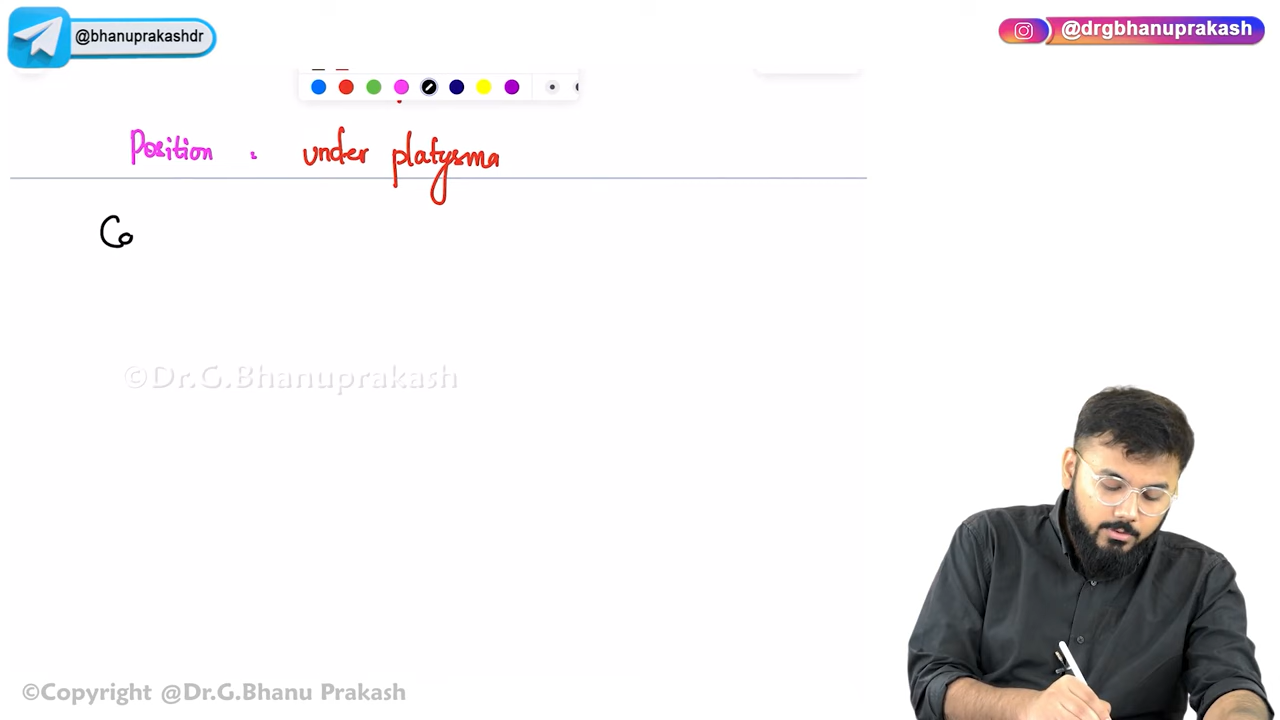 @bhanuprakashdr
@drgbhanuprakash
Position : under platysma
Co
©Dr.G.Bhanuprakash
©Copyright @Dr.G.Bhanu Prakash